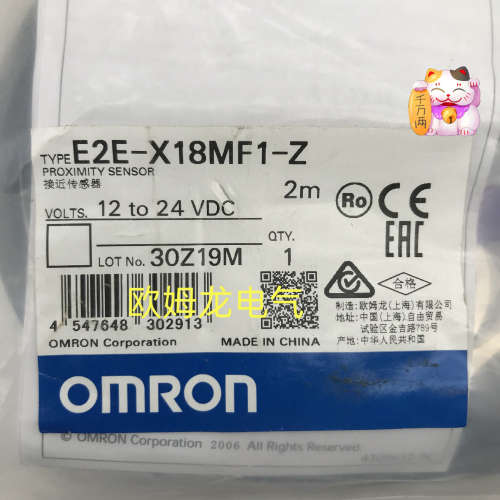 千万两
TYPE E2E-X18MF1-Z
PROXIMITY SENSOR
接近传感器
2m
VOLTS. 12 to 24 VDC
Ro CE
EAC
QTY.
LOT No. 30Z19M 1
欧姆龙电气
合格
4 547648 302913
制造: 欧姆龙(上海)有限公司
地址: 中国(上海)自由贸易
试验区金吉路789号
产地: 中华人民共和国
OMRON Corporation MADE IN CHINA
OMRON
© OMRON Corporation 2006 All Rights Reserved.